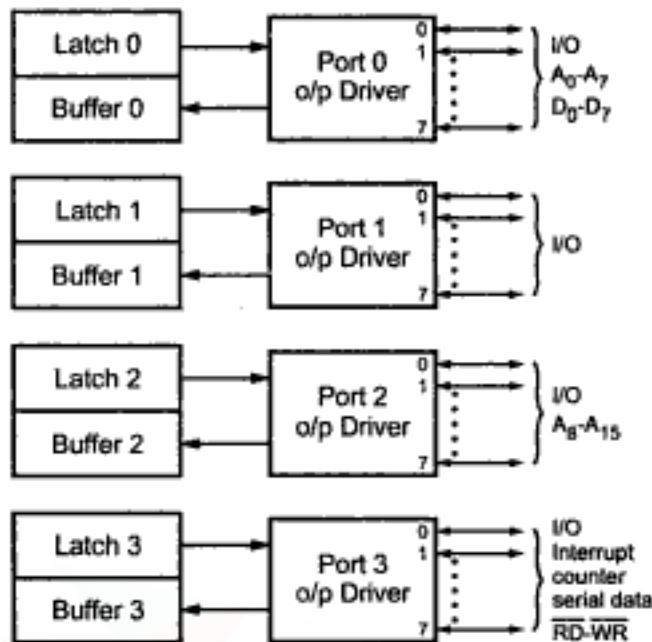 Latch 0
Buffer 0
Port 0
o/p Driver
0
1
7
I/O
A0-A7
D0-D7
Latch 1
Buffer 1
Port 1
o/p Driver
0
1
7
I/O
Latch 2
Buffer 2
Port 2
o/p Driver
0
1
7
I/O
A8-A15
Latch 3
Buffer 3
Port 3
o/p Driver
0
1
7
I/O
Interrupt
counter
serial data
R̅D̅-W̅R̅